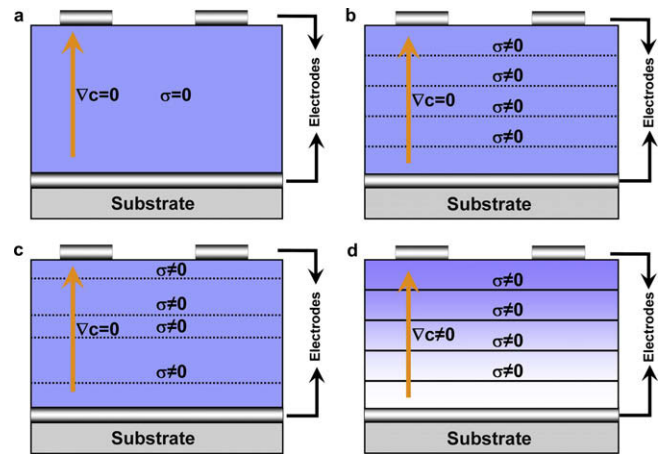 a
∇c=0 σ=0
Electrodes
Substrate
b
σ≠0
σ≠0
∇c=0
σ≠0
σ≠0
Electrodes
Substrate
c
σ≠0
σ≠0
∇c=0
σ≠0
σ≠0
Electrodes
Substrate
d
σ≠0
σ≠0
∇c≠0
σ≠0
σ≠0
Electrodes
Substrate